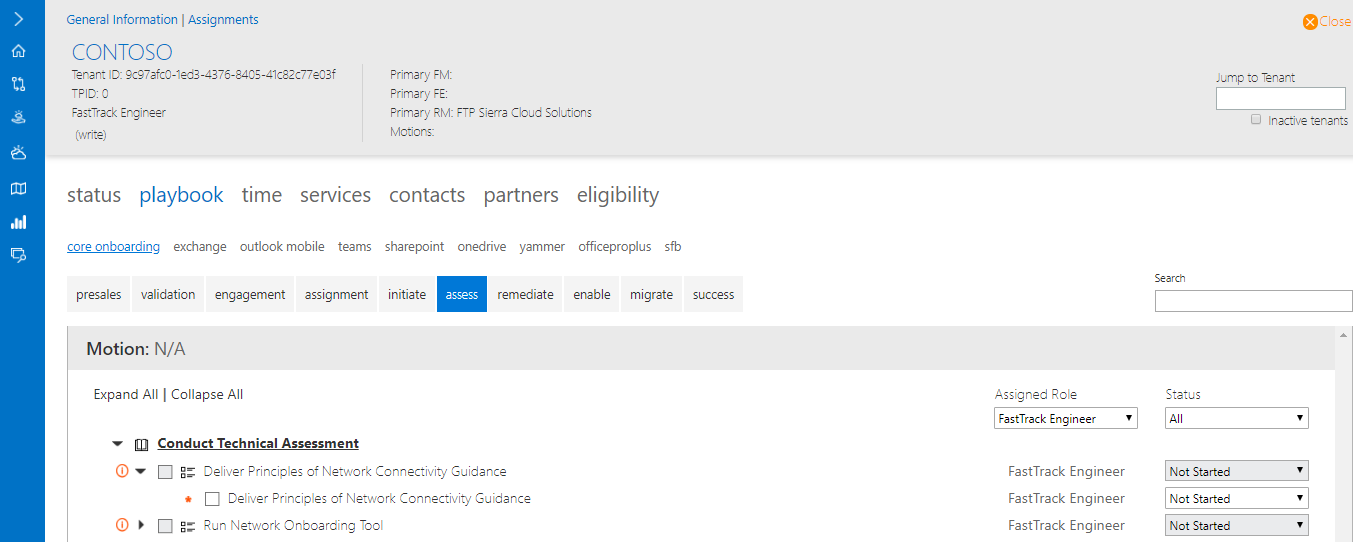 General Information | Assignments
Close
CONTOSO
Tenant ID: 9c97afc0-1ed3-4376-8405-41c82c77e03f
TPID: 0
FastTrack Engineer
(write)
Primary FM:
Primary FE:
Primary RM: FTP Sierra Cloud Solutions
Motions:
Jump to Tenant
Inactive tenants
status playbook time services contacts partners eligibility
core onboarding exchange outlook mobile teams sharepoint onedrive yammer officeproplus sfb
presales validation engagement assignment initiate assess remediate enable migrate success
Search
Motion: N/A
Expand All | Collapse All
Assigned Role Status
FastTrack Engineer All
Conduct Technical Assessment
Deliver Principles of Network Connectivity Guidance FastTrack Engineer Not Started
* Deliver Principles of Network Connectivity Guidance FastTrack Engineer Not Started
Run Network Onboarding Tool FastTrack Engineer Not Started